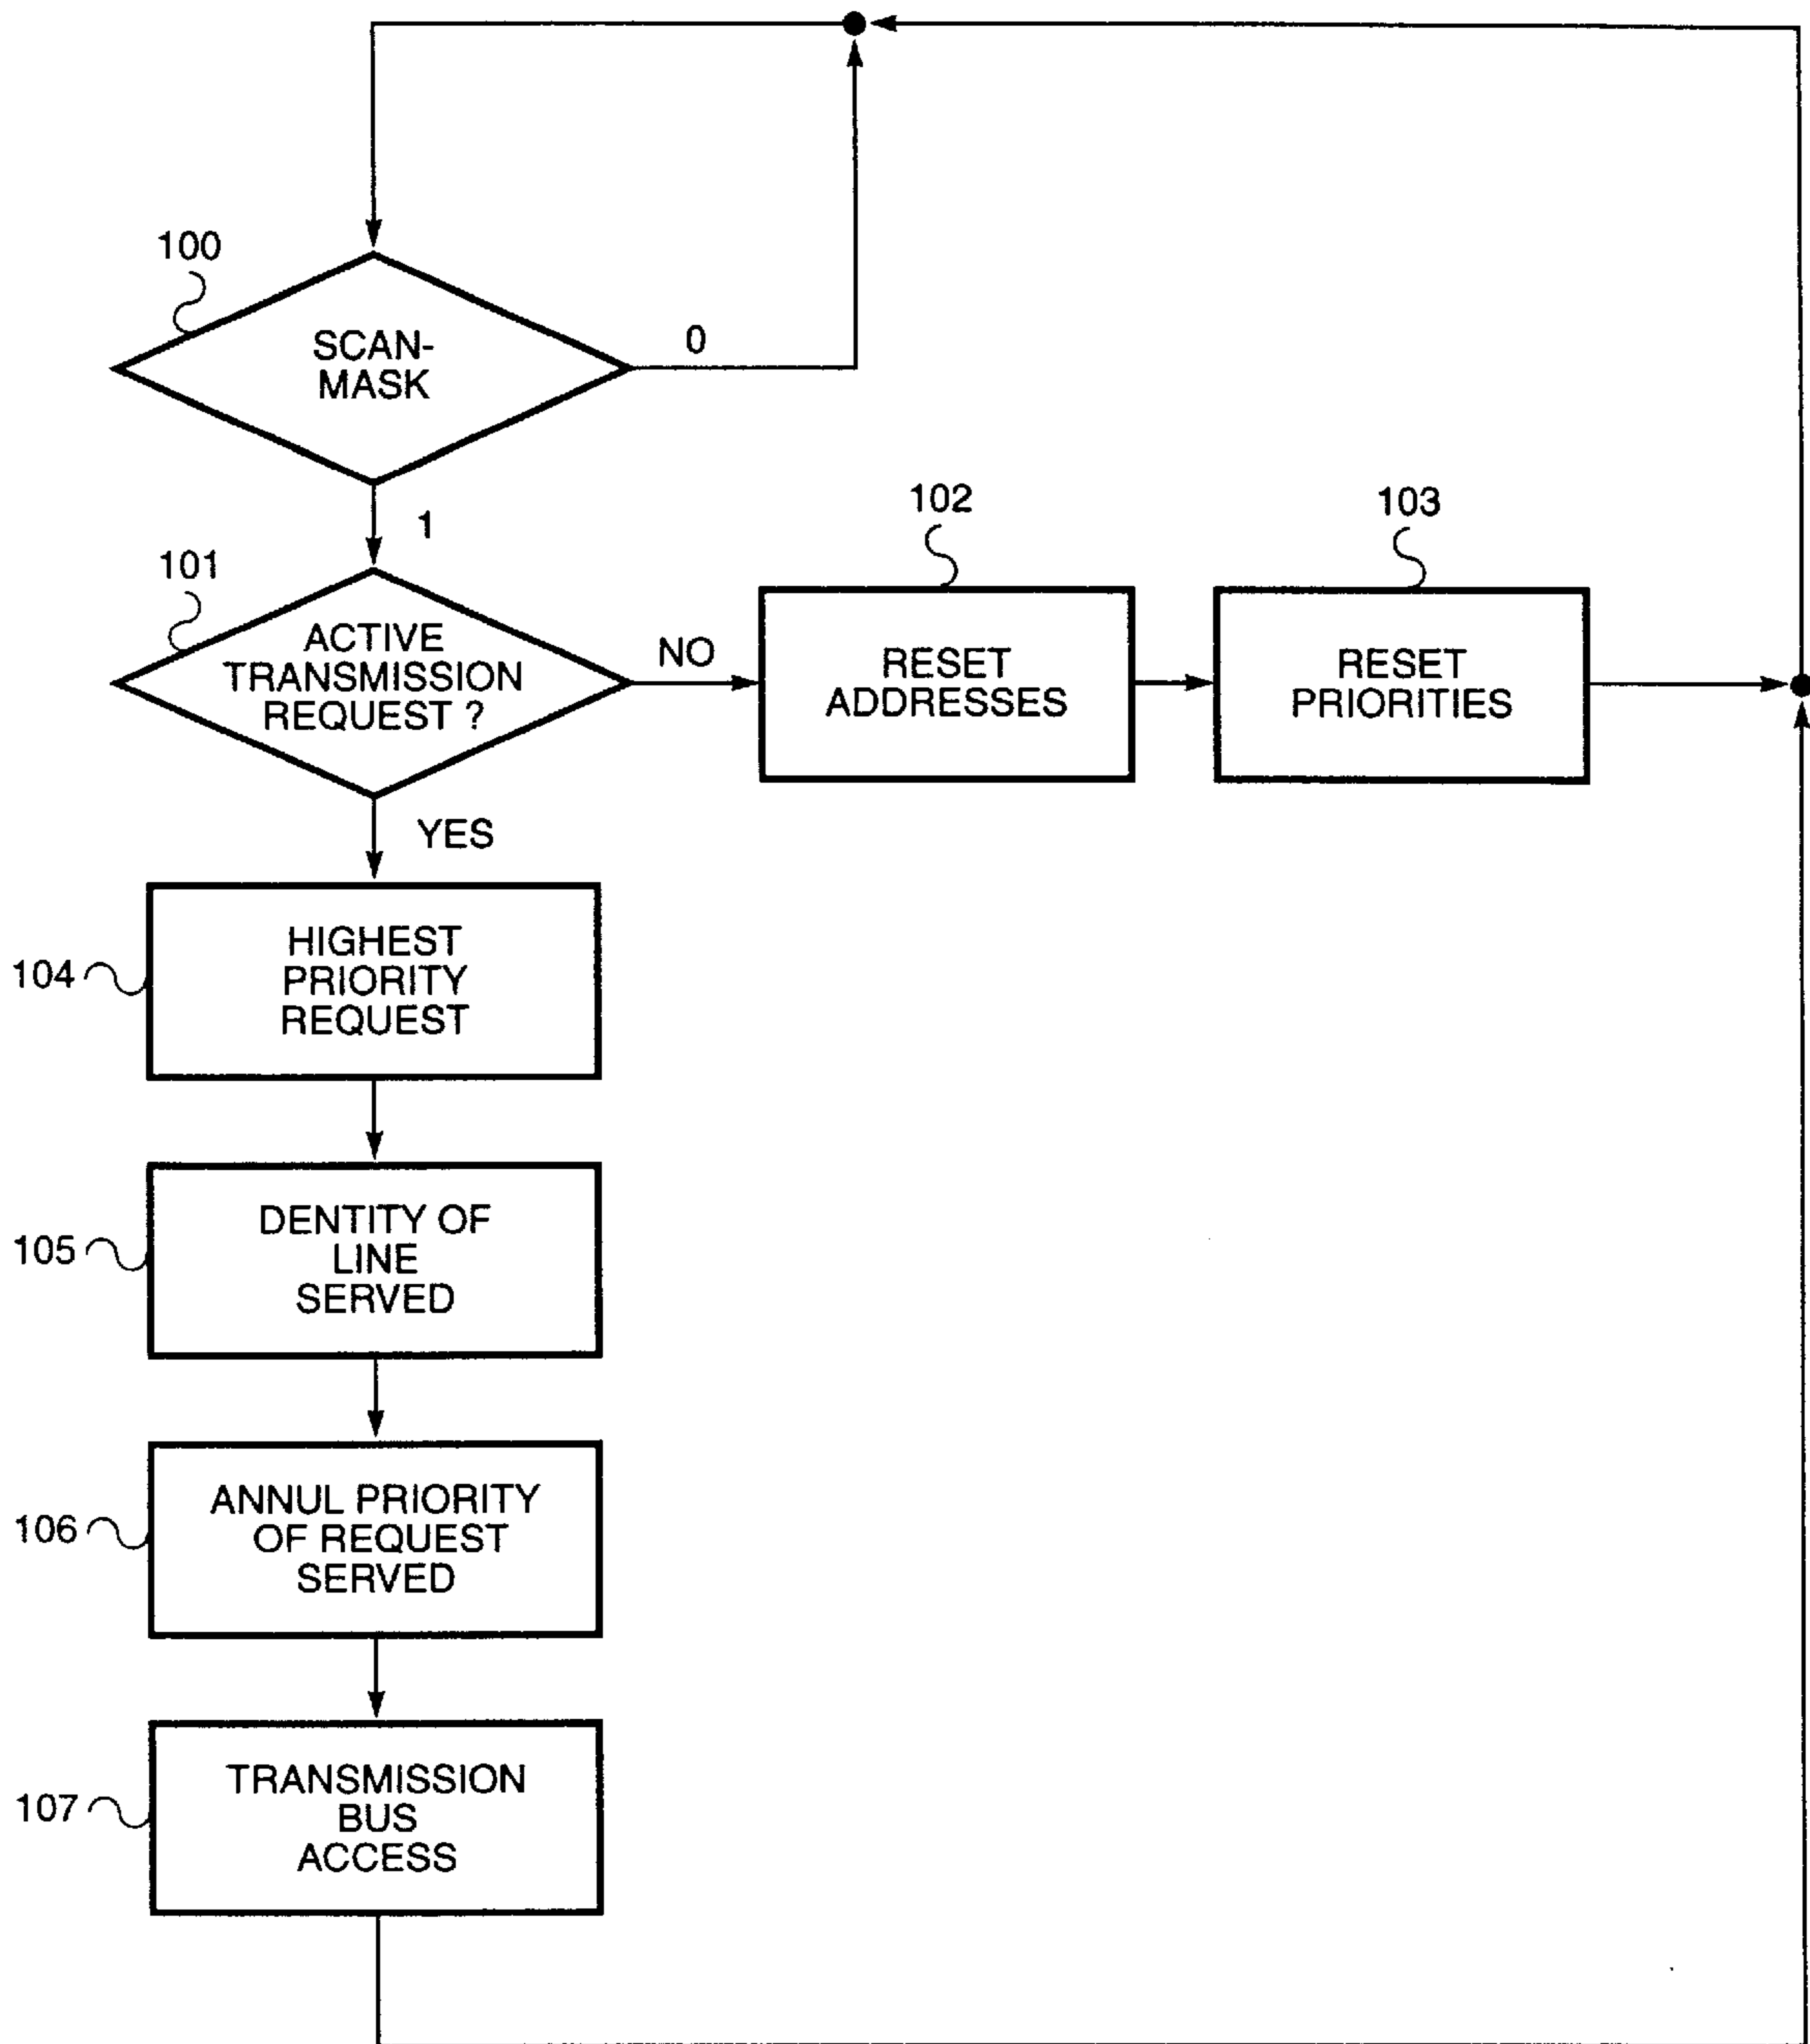 100
SCAN-
MASK
0
1
101
ACTIVE
TRANSMISSION
REQUEST ?
NO
102
RESET
ADDRESSES
103
RESET
PRIORITIES
YES
104
HIGHEST
PRIORITY
REQUEST
105
DENTITY OF
LINE
SERVED
106
ANNUL PRIORITY
OF REQUEST
SERVED
107
TRANSMISSION
BUS
ACCESS